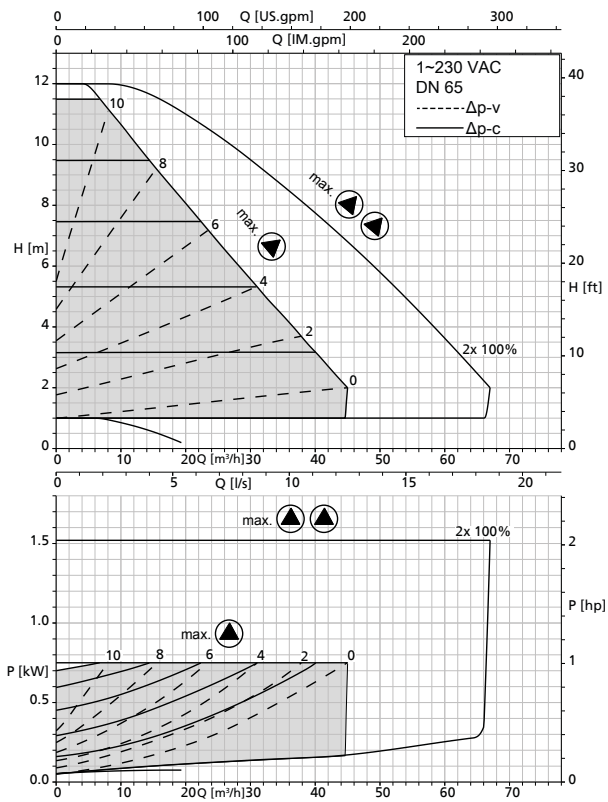 0 100 200 300
Q [US.gpm]
Q [IM.gpm]
0 100 200
1~230 VAC
DN 65
Δp-v
Δp-c
12 10 8 6 4 2 0
H [m]
40 30 20 10 0
H [ft]
10
8
6
4
2
0
max.
max.
2x 100%
0 10 20 30 40 50 60 70
Q [m³/h]
0 5 10 15 20
Q [l/s]
max.
2x 100%
1.5 1.0 0.5 0.0
P [kW]
2 1 0
P [hp]
max.
10 8 6 4 2 0
0 10 20 30 40 50 60 70
Q [m³/h]